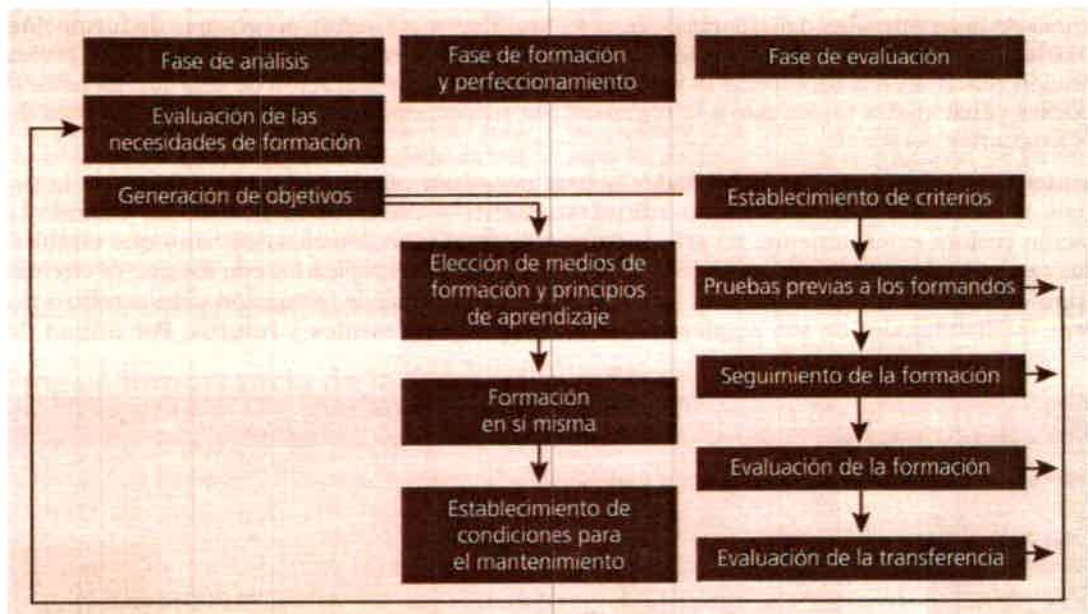 Fase de análisis
Fase de formación
y perfeccionamiento
Fase de evaluación
Evaluación de las
necesidades de formación
Generación de objetivos
Establecimiento de criterios
Elección de medios de
formación y principios
de aprendizaje
Pruebas previas a los formandos
Seguimiento de la formación
Formación
en sí misma
Evaluación de la formación
Establecimiento de
condiciones para
el mantenimiento
Evaluación de la transferencia